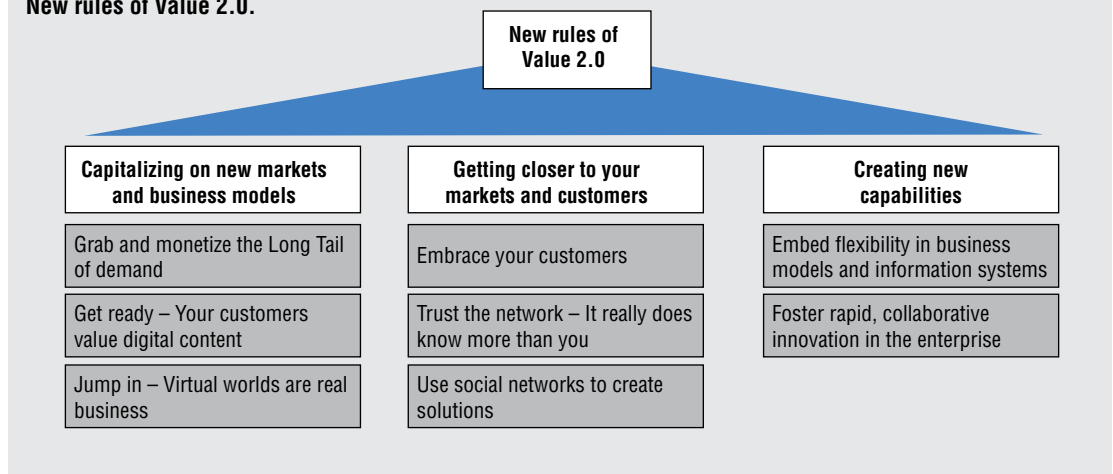 New rules of Value 2.0.
New rules of
Value 2.0
Capitalizing on new markets
and business models
Grab and monetize the Long Tail
of demand
Get ready – Your customers
value digital content
Jump in – Virtual worlds are real
business
Getting closer to your
markets and customers
Embrace your customers
Trust the network – It really does
know more than you
Use social networks to create
solutions
Creating new
capabilities
Embed flexibility in business
models and information systems
Foster rapid, collaborative
innovation in the enterprise